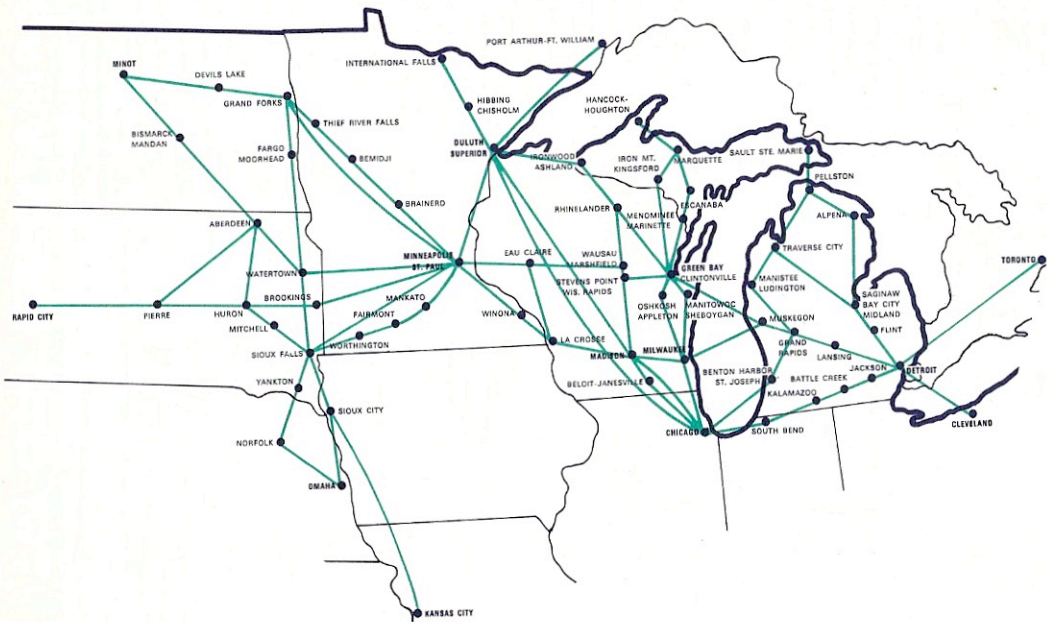 PORT ARTHUR-FT. WILLIAM
INTERNATIONAL FALLS
MINOT
DEVILS LAKE
GRAND FORKS
HIBBING
CHISHOLM
HANCOCK-
HOUGHTON
THIEF RIVER FALLS
BISMARCK
MANDAN
FARGO
MOORHEAD
BEMIDJI
DULUTH
SUPERIOR
IRONWOOD
ASHLAND
IRON MT.
KINGSFORD
MARQUETTE
SAULT STE. MARIE
PELLSTON
BRAINERD
RHINELANDER
MENOMINEE
MARINETTE
ESCANABA
ALPENA
ABERDEEN
MINNEAPOLIS
ST. PAUL
EAU CLAIRE
WAUSAU
MARSHFIELD
GREEN BAY
CLINTONVILLE
TRAVERSE CITY
TORONTO
WATERTOWN
STEVENS POINT
WIS. RAPIDS
MANISTEE
LUDINGTON
SAGINAW
BAY CITY
MIDLAND
RAPID CITY
PIERRE
HURON
BROOKINGS
MANKATO
FAIRMONT
WINONA
OSHKOSH
APPLETON
MANITOWOC
SHEBOYGAN
MUSKEGON
FLINT
MITCHELL
WORTHINGTON
LA CROSSE
GRAND
RAPIDS
LANSING
SIOUX FALLS
MADISON
MILWAUKEE
JACKSON
DETROIT
BENTON HARBOR
ST. JOSEPH
BATTLE CREEK
KALAMAZOO
YANKTON
BELOIT-JANESVILLE
SIOUX CITY
CHICAGO
SOUTH BEND
CLEVELAND
NORFOLK
OMAHA
KANSAS CITY